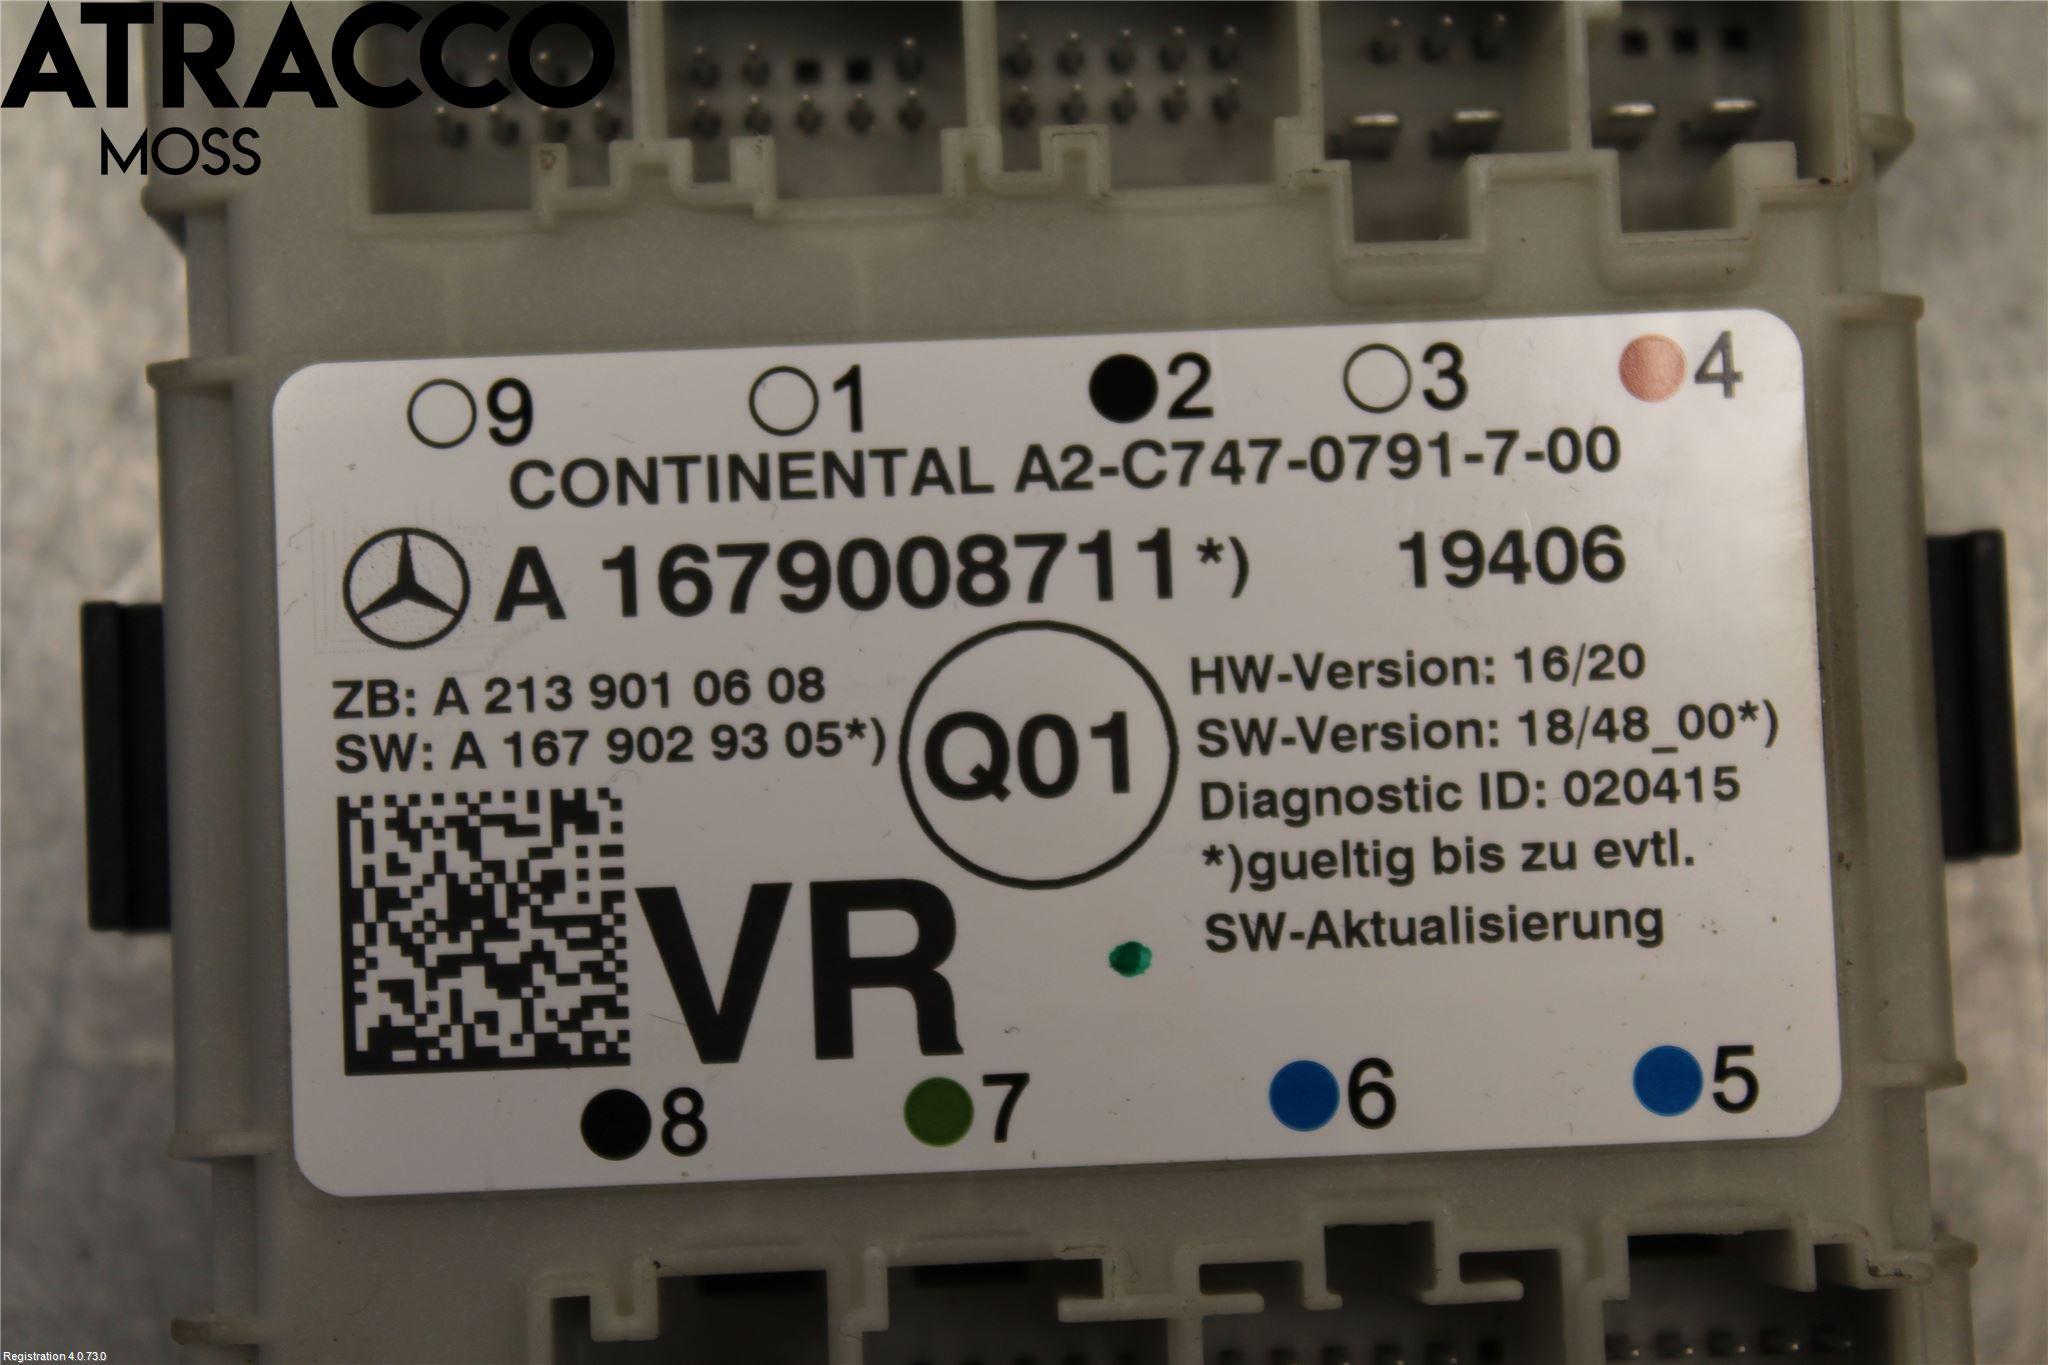 ATRACCO
MOSS
9 1 2 3 4
CONTINENTAL A2-C747-0791-7-00
A 1679008711*) 19406
ZB: A 213 901 06 08
SW: A 167 902 93 05*)
Q01
HW-Version: 16/20
SW-Version: 18/48_00*)
Diagnostic ID: 020415
*)gueltig bis zu evtl.
SW-Aktualisierung
VR
8 7 6 5
Registration 4.0.73.0